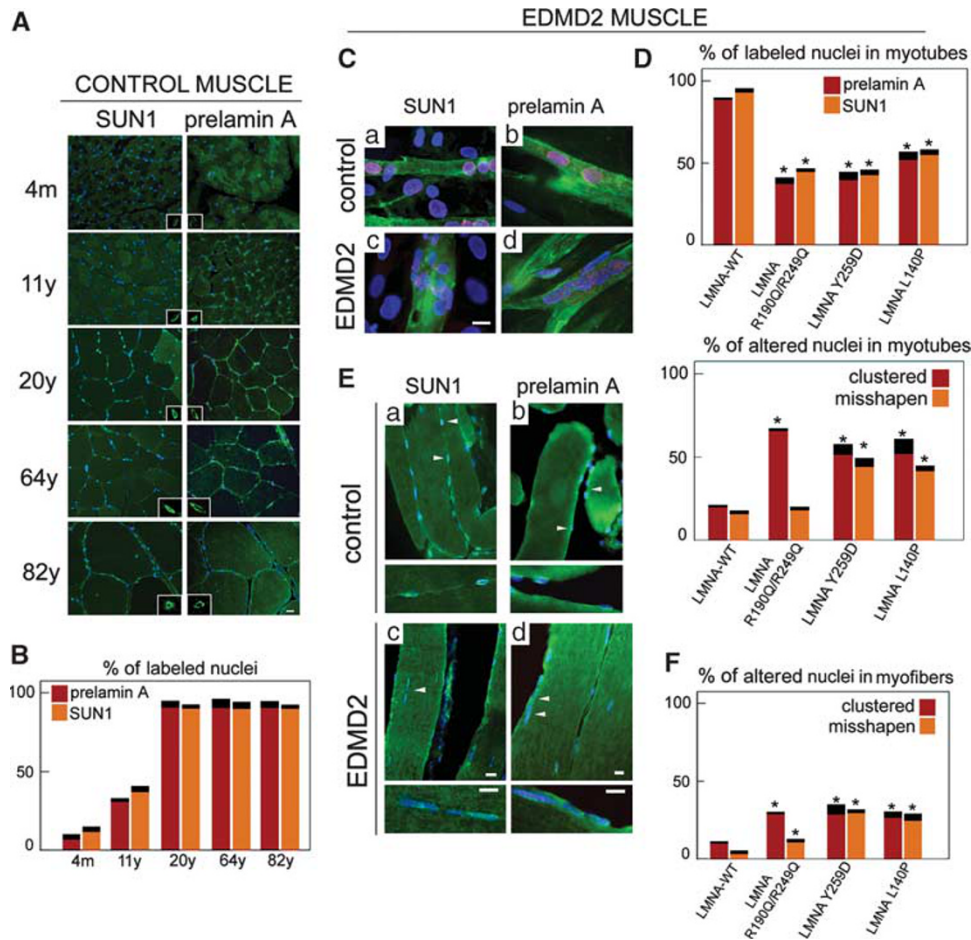 EDMD2 MUSCLE
A
CONTROL MUSCLE
SUN1 prelamin A
4m
11y
20y
64y
82y
B
% of labeled nuclei
prelamin A
SUN1
100
50
0
4m 11y 20y 64y 82y
C
SUN1 prelamin A
control
a b
EDMD2
c d
D
% of labeled nuclei in myotubes
prelamin A
SUN1
100
50
0
* * * * * *
LMNA-WT
LMNA
R190Q/R249Q
LMNA Y259D
LMNA L140P
% of altered nuclei in myotubes
clustered
misshapen
100
50
0
* * * * *
LMNA-WT
LMNA
R190Q/R249Q
LMNA Y259D
LMNA L140P
E
SUN1 prelamin A
control
a b
EDMD2
c d
F
% of altered nuclei in myofibers
clustered
misshapen
100
50
0
* * * * * *
LMNA-WT
LMNA
R190Q/R249Q
LMNA Y259D
LMNA L140P